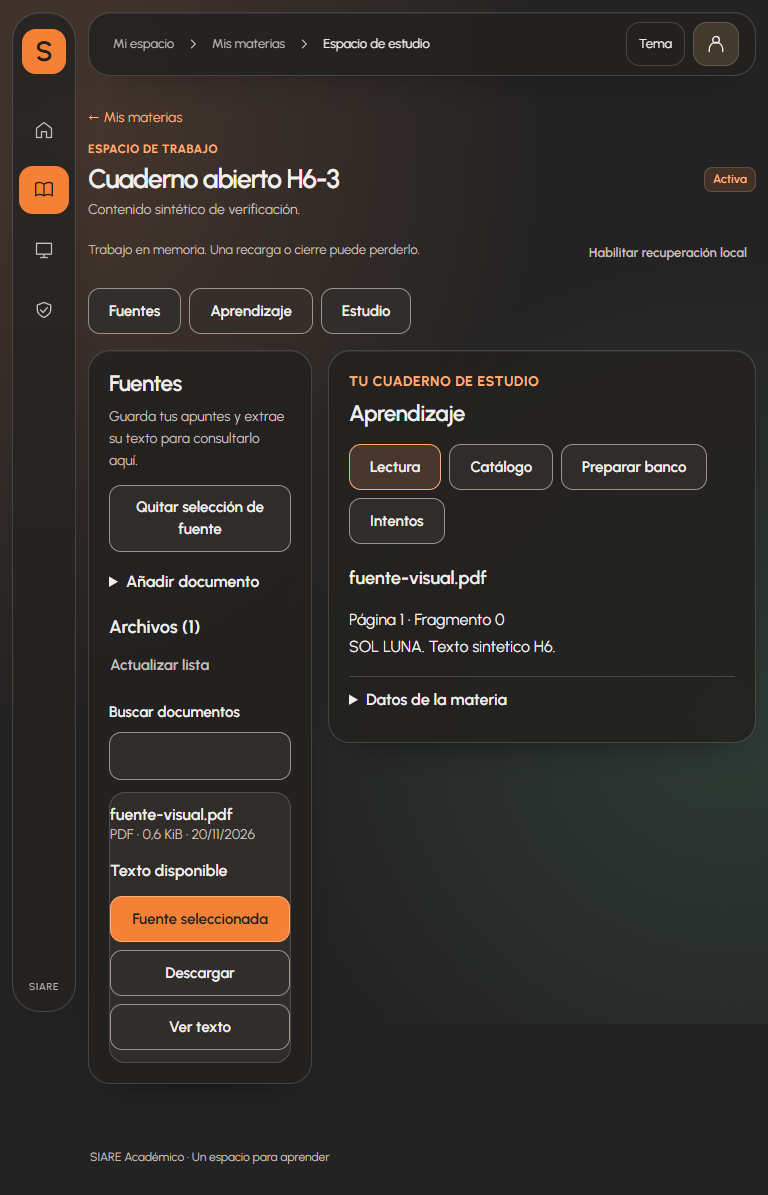 S
Mi espacio > Mis materias > Espacio de estudio
Tema
← Mis materias
ESPACIO DE TRABAJO
Cuaderno abierto H6-3
Activa
Contenido sintético de verificación.
Trabajo en memoria. Una recarga o cierre puede perderlo.
Habilitar recuperación local
Fuentes
Aprendizaje
Estudio
Fuentes
Guarda tus apuntes y extrae
su texto para consultarlo
aquí.
Quitar selección de
fuente
Añadir documento
Archivos (1)
Actualizar lista
Buscar documentos
fuente-visual.pdf
PDF · 0,6 KiB · 20/11/2026
Texto disponible
Fuente seleccionada
Descargar
Ver texto
TU CUADERNO DE ESTUDIO
Aprendizaje
Lectura
Catálogo
Preparar banco
Intentos
fuente-visual.pdf
Página 1 · Fragmento 0
SOL LUNA. Texto sintetico H6.
Datos de la materia
SIARE
SIARE Académico · Un espacio para aprender